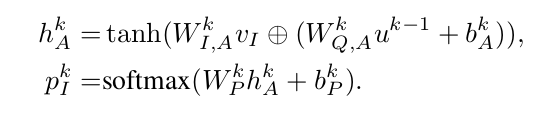 h_A^k = tanh(W_{I,A}^k v_I ⊕ (W_{Q,A}^k u^{k−1} + b_A^k)),
p_I^k = softmax(W_P^k h_A^k + b_P^k).